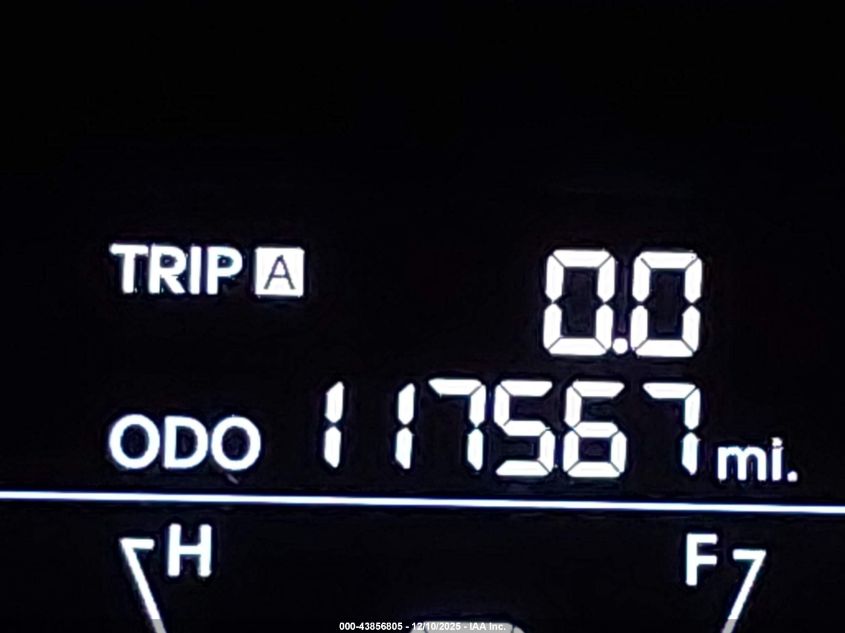 TRIP A 0.0
ODO 117567 mi.
H F
000-43856805 - 12/10/2025 - IAA Inc.